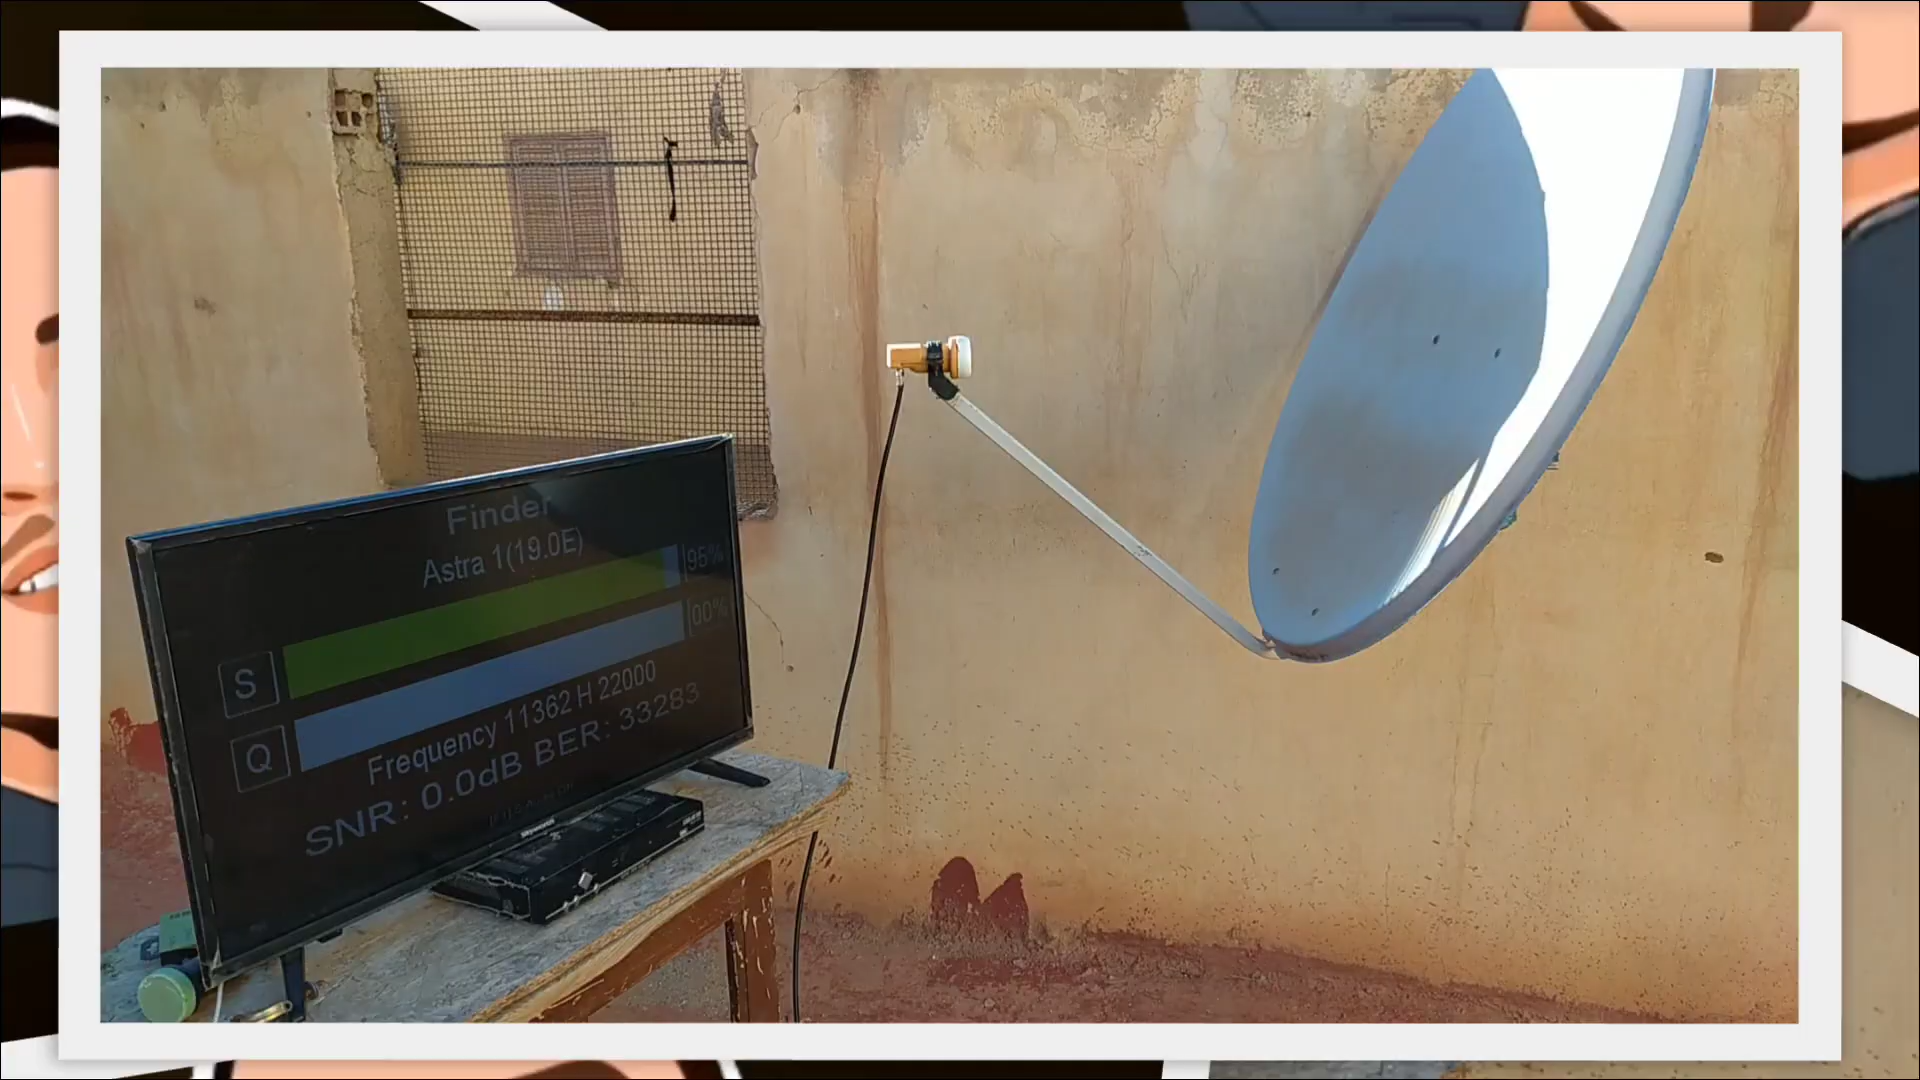 Finder
Astra 1(19.0E)
S
95%
Q
00%
Frequency 11362 H 22000
SNR: 0.0dB BER: 33283